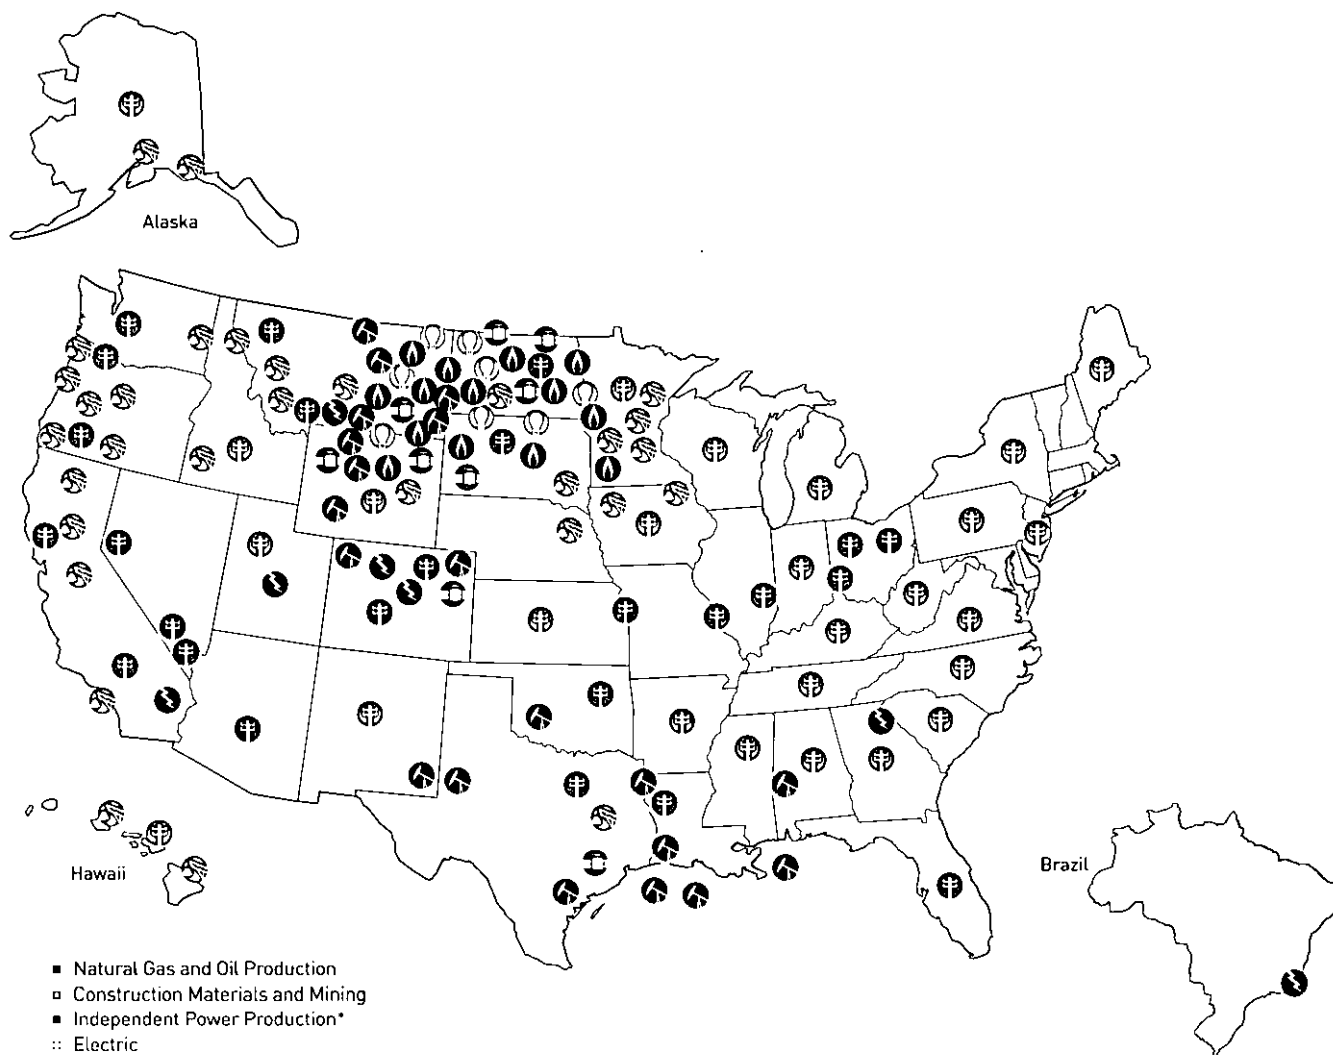 Alaska
Hawaii
Brazil
Natural Gas and Oil Production
Construction Materials and Mining
Independent Power Production*
Electric